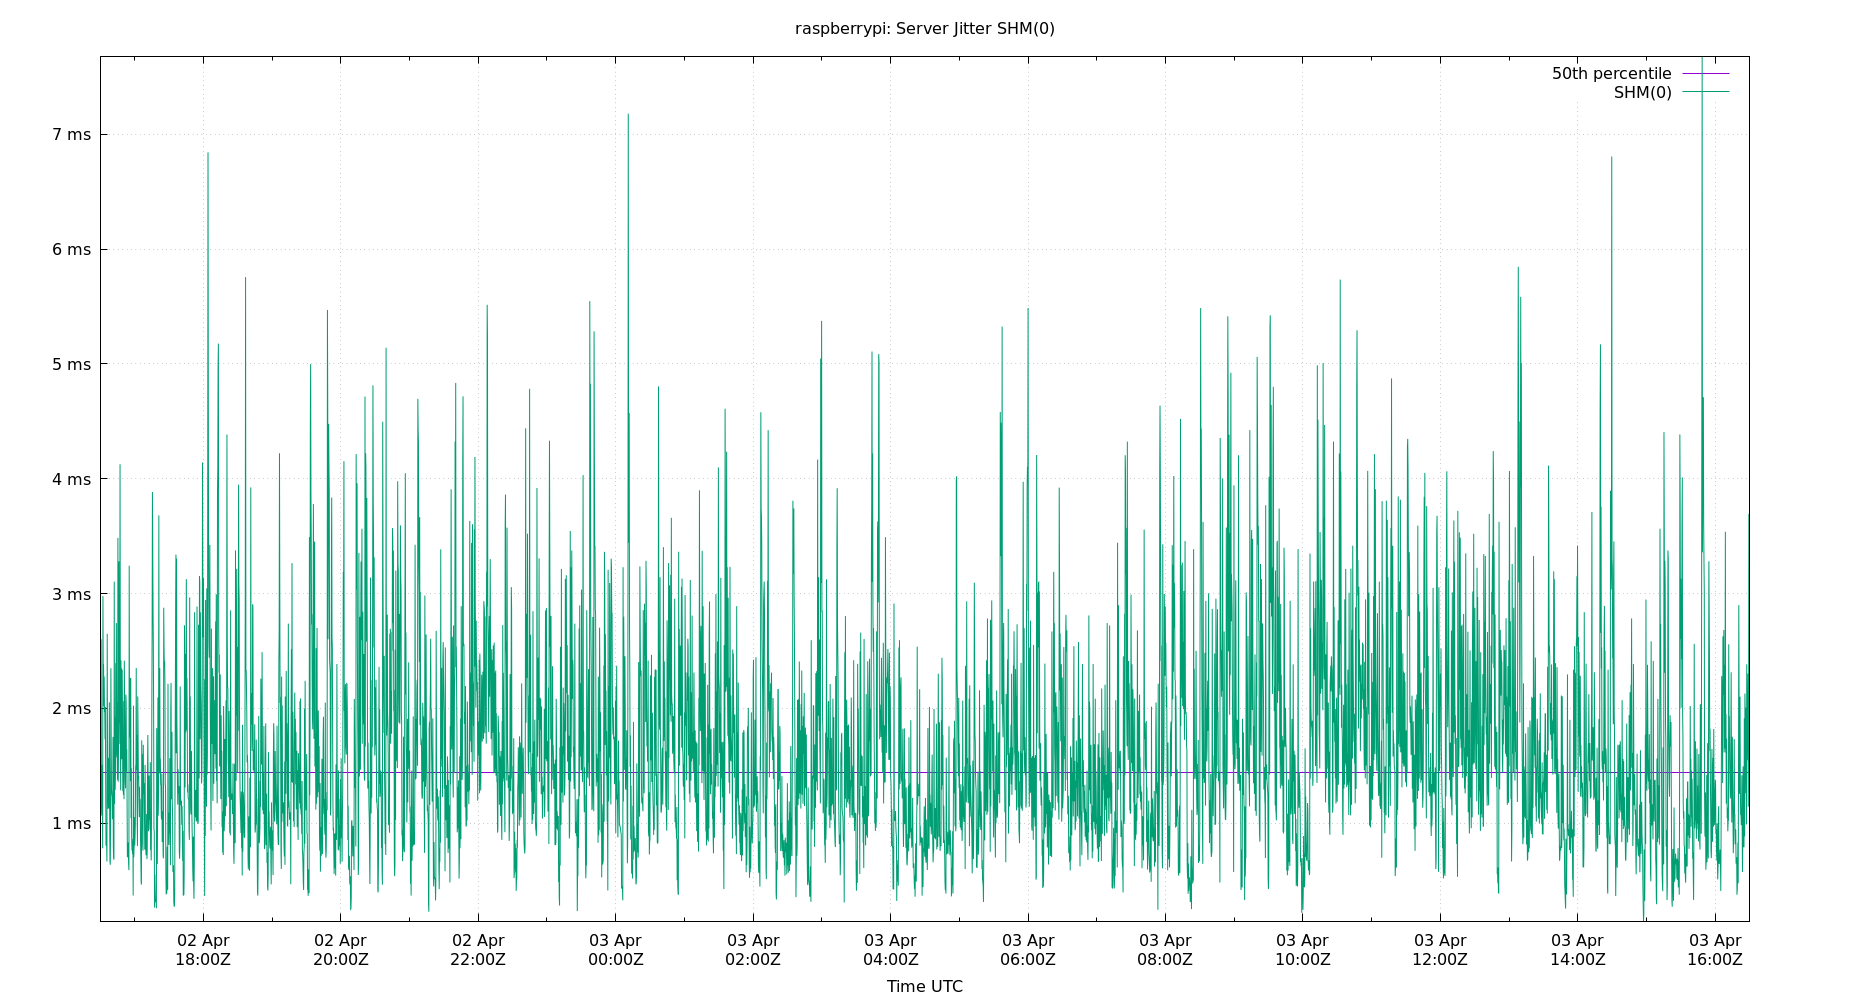 raspberrypi: Server Jitter SHM(0)
50th percentile
SHM(0)
7 ms
6 ms
5 ms
4 ms
3 ms
2 ms
1 ms
02 Apr 02 Apr 02 Apr 03 Apr 03 Apr 03 Apr 03 Apr 03 Apr 03 Apr 03 Apr 03 Apr 03 Apr
18:00Z 20:00Z 22:00Z 00:00Z 02:00Z 04:00Z 06:00Z 08:00Z 10:00Z 12:00Z 14:00Z 16:00Z
Time UTC